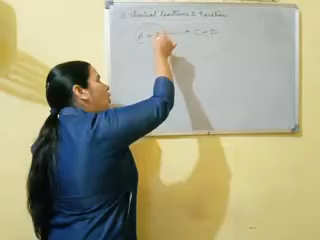 Chemical Reactions & Equation
A + → C + D